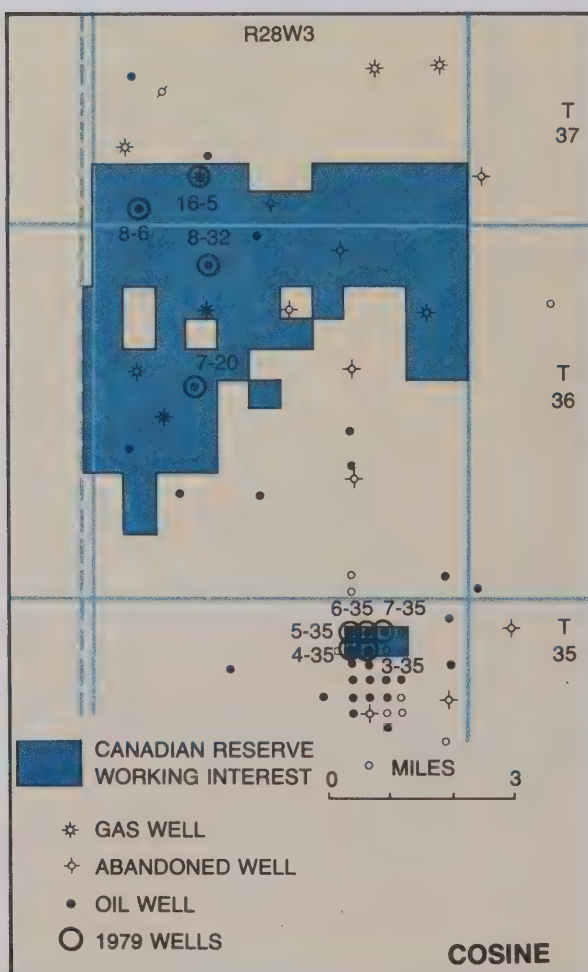 R28W3
T
37
16-5
8-6
8-32
7-20
T
36
6-35 7-35
5-35
4-35
3-35
T
35
CANADIAN RESERVE
WORKING INTEREST
MILES
0 3
GAS WELL
ABANDONED WELL
OIL WELL
1979 WELLS
COSINE